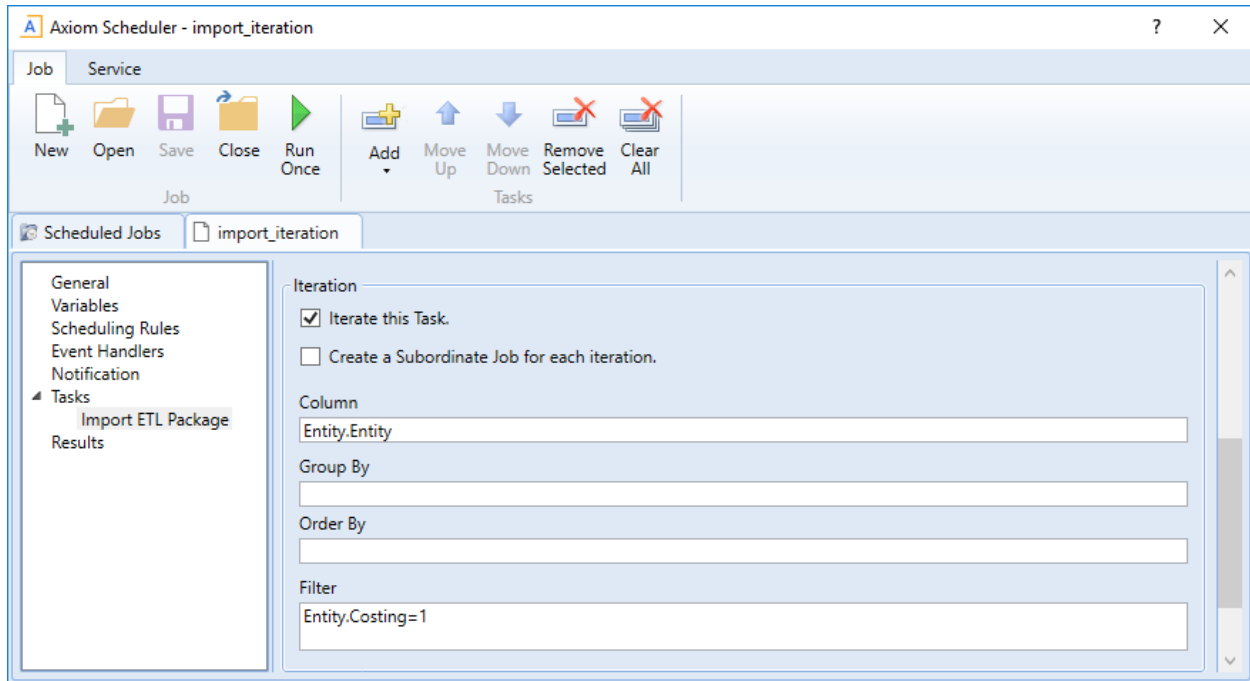 A Axiom Scheduler - import_iteration ?
Job Service
New Open Save Close Run Once Add Move Up Move Down Remove Selected Clear All
Job Tasks
Scheduled Jobs import_iteration
General
Variables
Scheduling Rules
Event Handlers
Notification
Tasks
Import ETL Package
Results
Iteration
Iterate this Task.
Create a Subordinate Job for each iteration.
Column
Entity.Entity
Group By
Order By
Filter
Entity.Costing=1